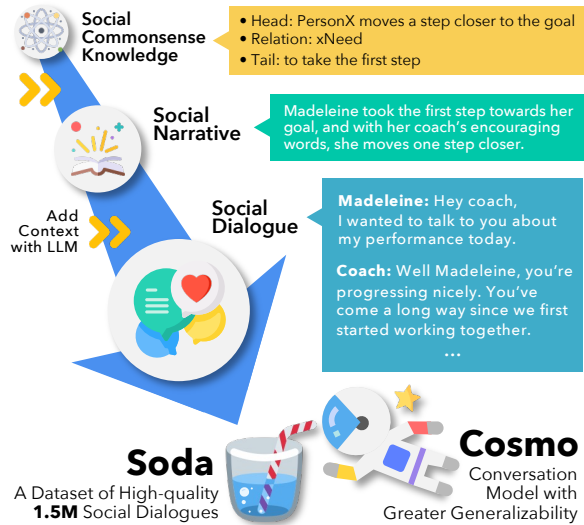 Social
Commonsense
Knowledge
• Head: PersonX moves a step closer to the goal
• Relation: xNeed
• Tail: to take the first step
Social
Narrative
Madeleine took the first step towards her
goal, and with her coach's encouraging
words, she moves one step closer.
Add
Context
with LLM
Social
Dialogue
Madeleine: Hey coach,
I wanted to talk to you about
my performance today.
Coach: Well Madeleine, you're
progressing nicely. You've
come a long way since we first
started working together.
...
Soda
A Dataset of High-quality
1.5M Social Dialogues
Cosmo
Conversation
Model with
Greater Generalizability